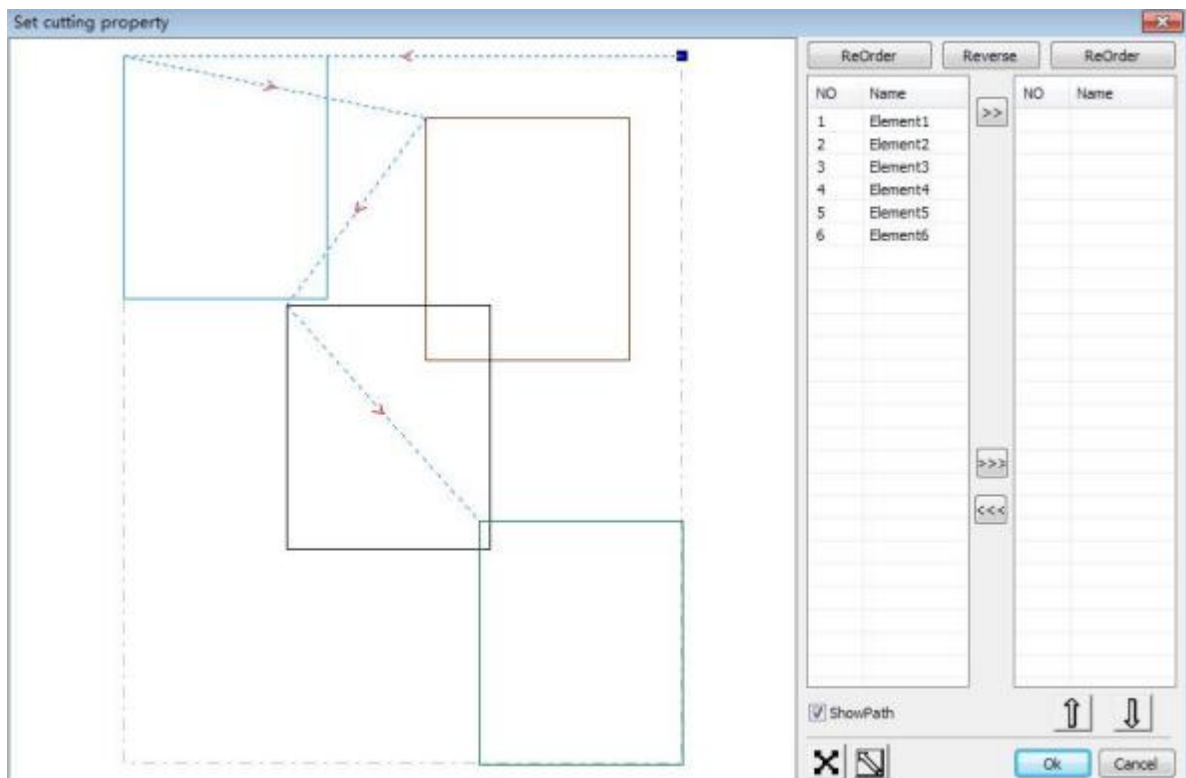 Set cutting property
ReOrder Reverse ReOrder
NO Name >> NO Name
1 Element1
2 Element2
3 Element3
4 Element4
5 Element5
6 Element6
>>>
<<<
ShowPath
Ok Cancel